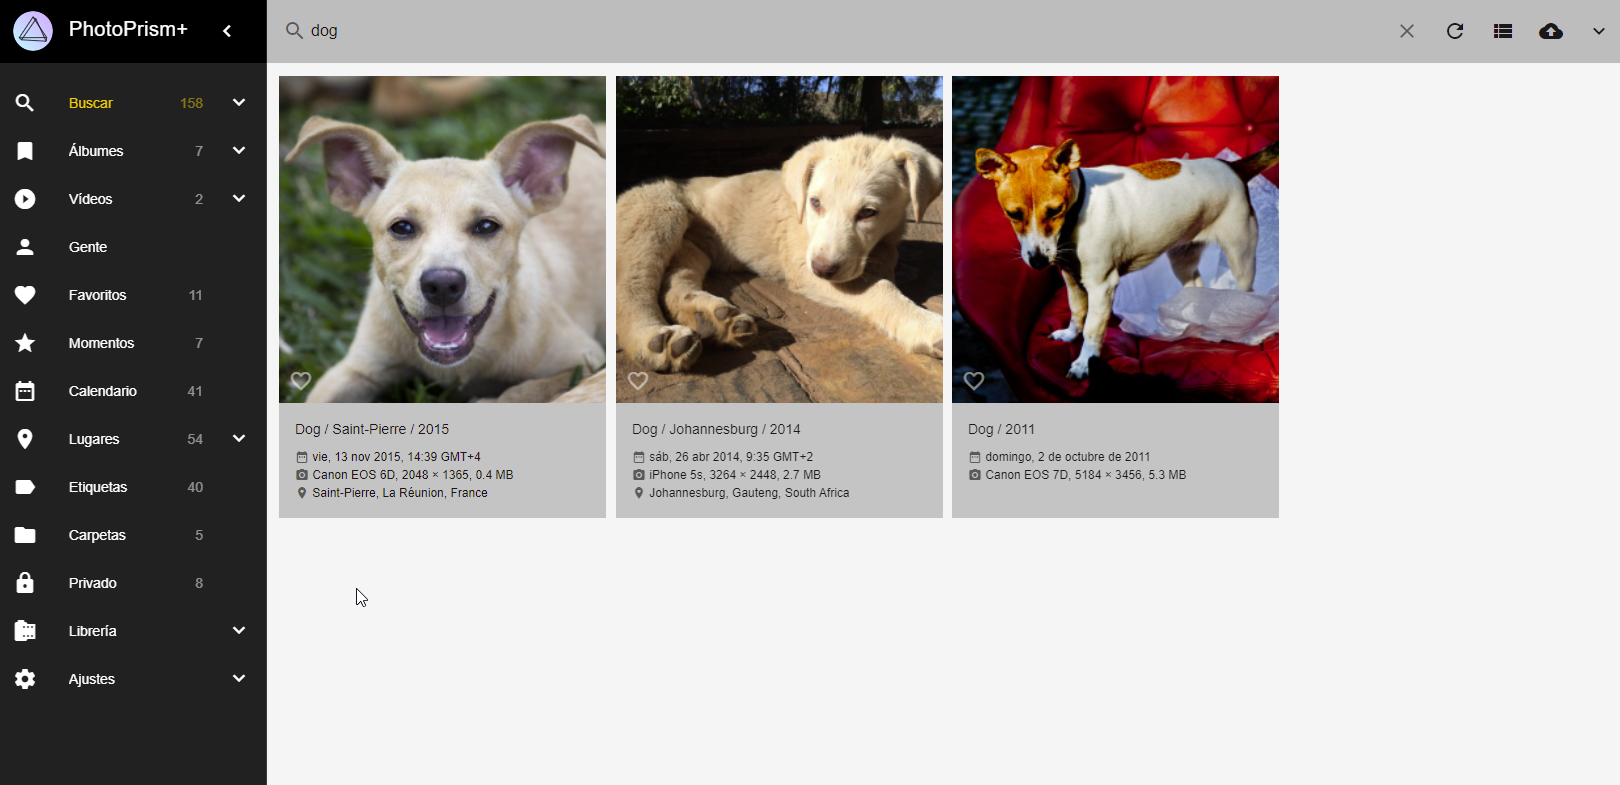 PhotoPrism+
dog
Buscar 158
Álbumes 7
Vídeos 2
Gente
Favoritos 11
Momentos 7
Calendario 41
Lugares 54
Etiquetas 40
Carpetas 5
Privado 8
Librería
Ajustes
Dog / Saint-Pierre / 2015
vie, 13 nov 2015, 14:39 GMT+4
Canon EOS 6D, 2048 × 1365, 0.4 MB
Saint-Pierre, La Réunion, France
Dog / Johannesburg / 2014
sáb, 26 abr 2014, 9:35 GMT+2
iPhone 5s, 3264 × 2448, 2.7 MB
Johannesburg, Gauteng, South Africa
Dog / 2011
domingo, 2 de octubre de 2011
Canon EOS 7D, 5184 × 3456, 5.3 MB